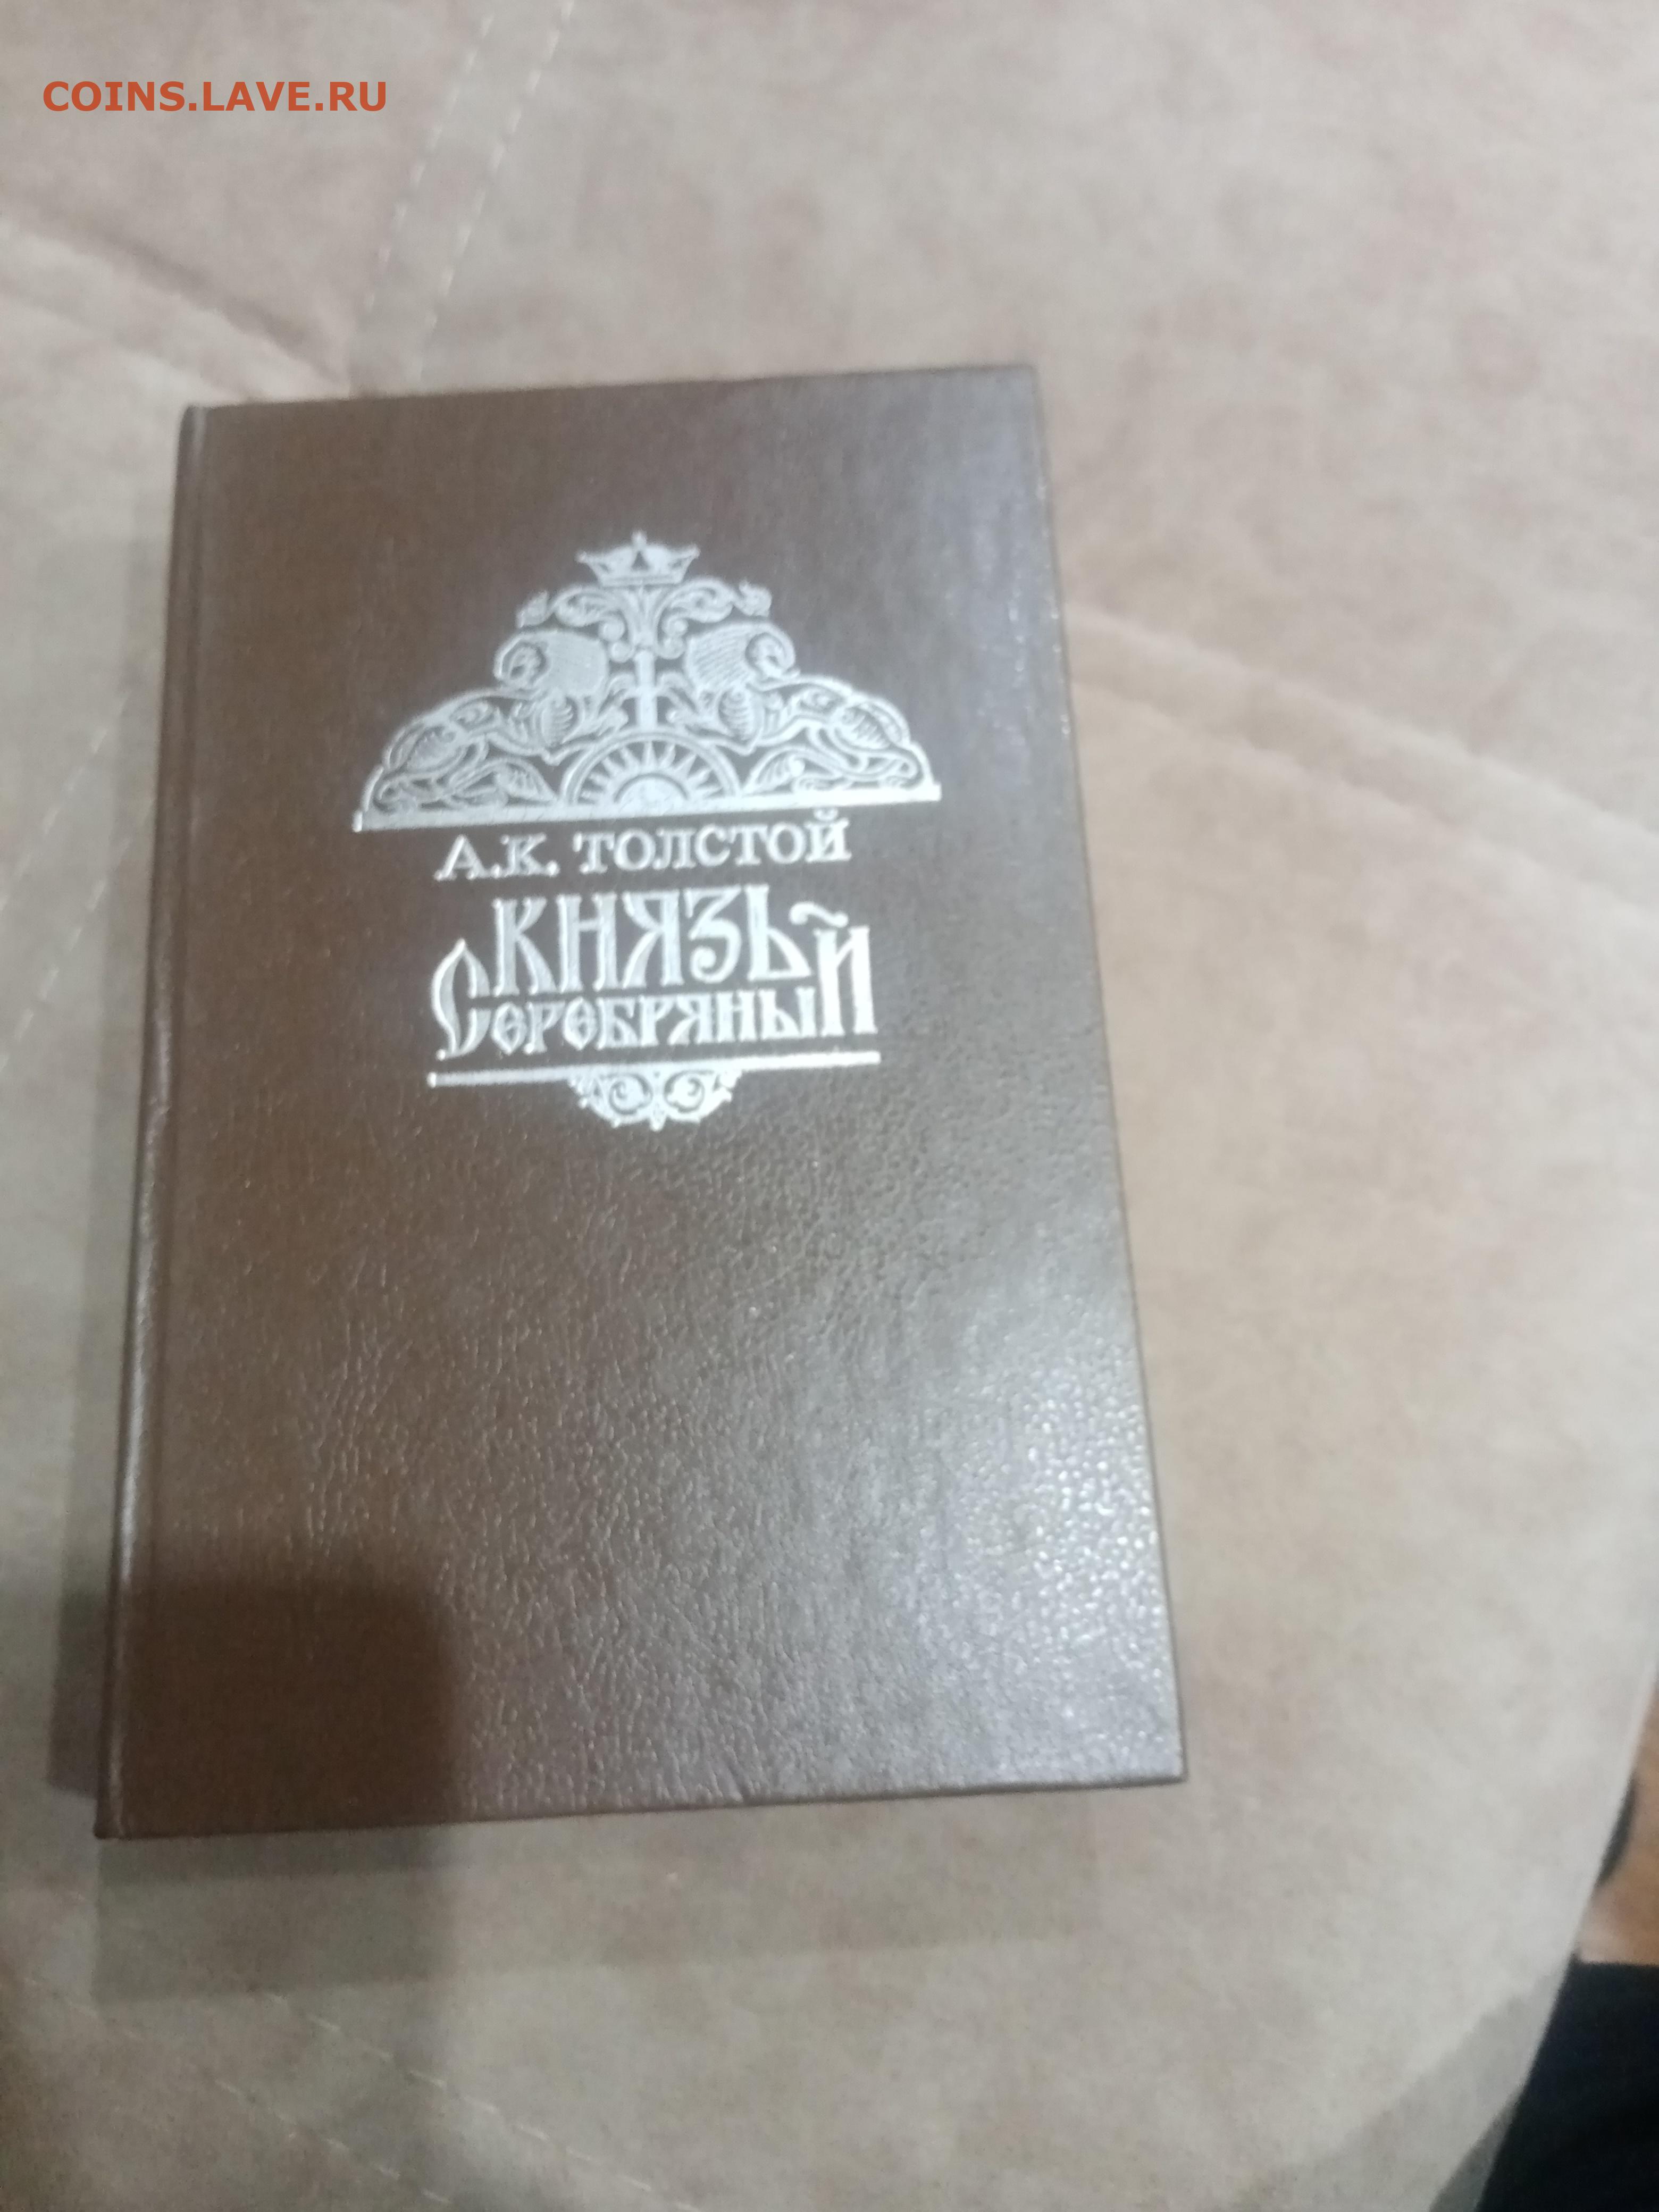 COINS.LAVE.RU
А.К. ТОЛСТОЙ
КНЯЗЬ
СЕРЕБРЯНЫЙ